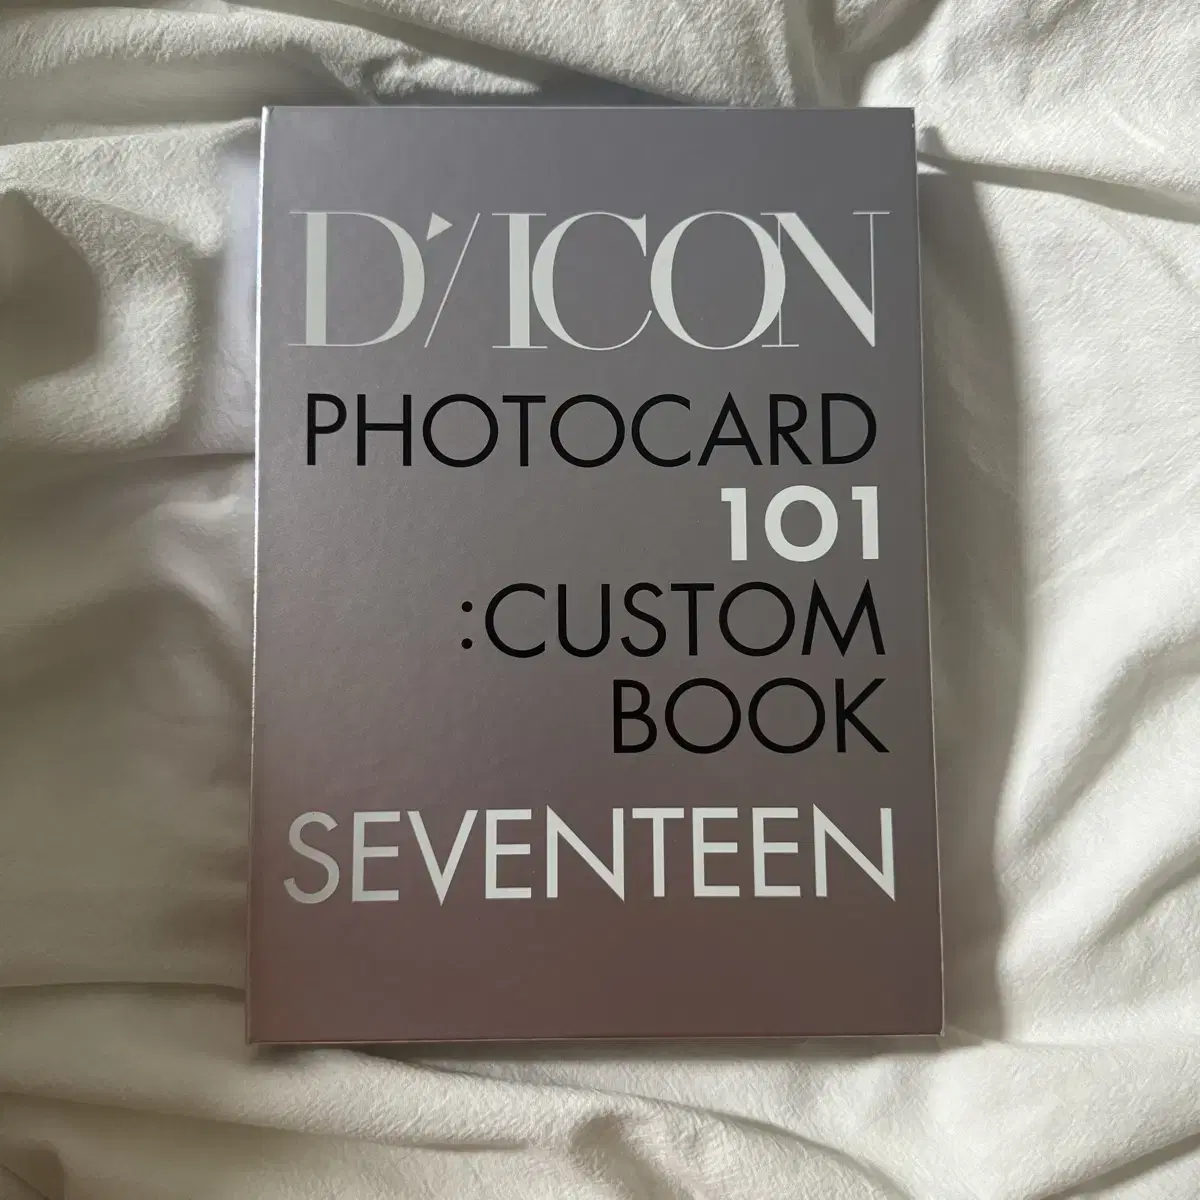 D'/ICON
PHOTOCARD
101
:CUSTOM
BOOK
SEVENTEEN